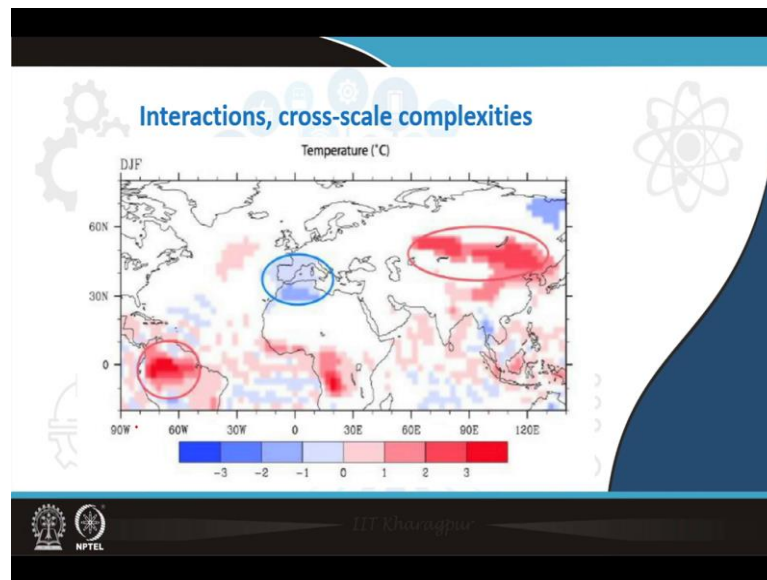 Interactions, cross-scale complexities
Temperature (°C)
DJF
60N
30N
0
90W 60W 30W 0 30E 60E 90E 120E
-3 -2 -1 0 1 2 3
NPTEL
IIT Kharagpur